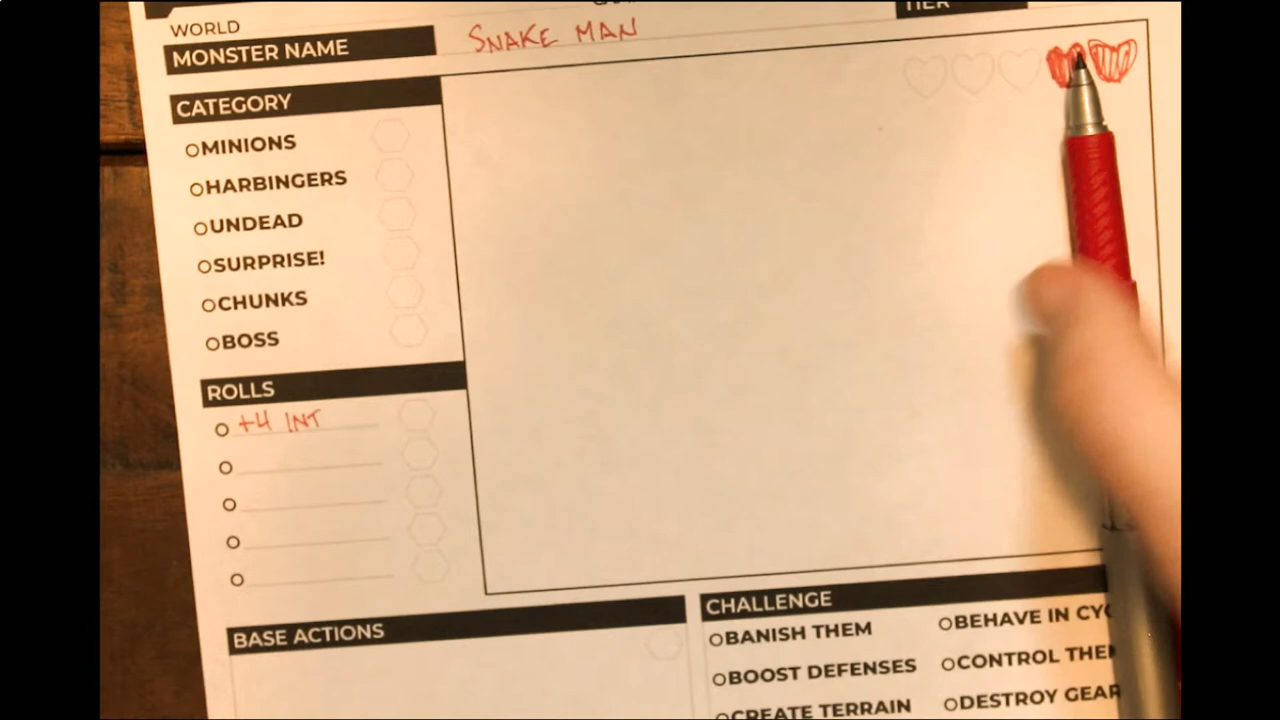 WORLD
TIER
MONSTER NAME SNAKE MAN
CATEGORY
MINIONS
HARBINGERS
UNDEAD
SURPRISE!
CHUNKS
BOSS
ROLLS
+4 INT
BASE ACTIONS
CHALLENGE
BANISH THEM
BEHAVE IN CY
BOOST DEFENSES
CONTROL THE
CREATE TERRAIN
DESTROY GEAR